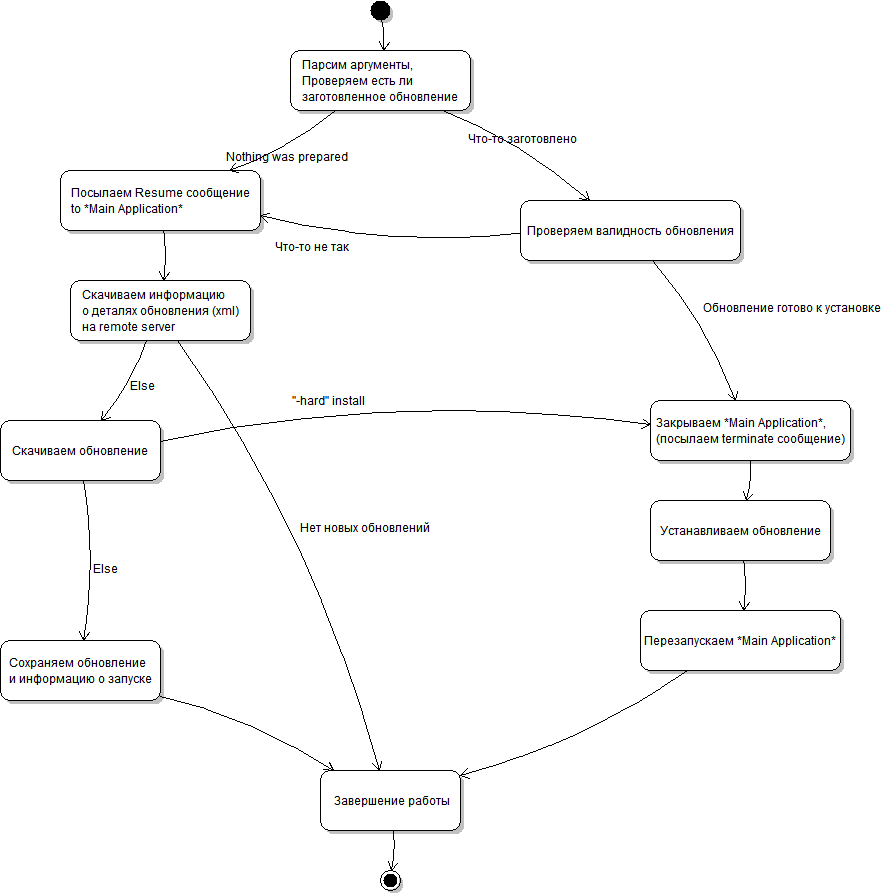 Парсим аргументы,
Проверяем есть ли
заготовленное обновление
Что-то заготовлено
Nothing was prepared
Посылаем Resume сообщение
to *Main Application*
Проверяем валидность обновления
Что-то не так
Скачиваем информацию
о деталях обновления (xml)
на remote server
Обновление готово к установке
Else
"-hard" install
Закрываем *Main Application*,
(посылаем terminate сообщение)
Скачиваем обновление
Нет новых обновлений
Устанавливаем обновление
Else
Перезапускаем *Main Application*
Сохраняем обновление
и информацию о запуске
Завершение работы